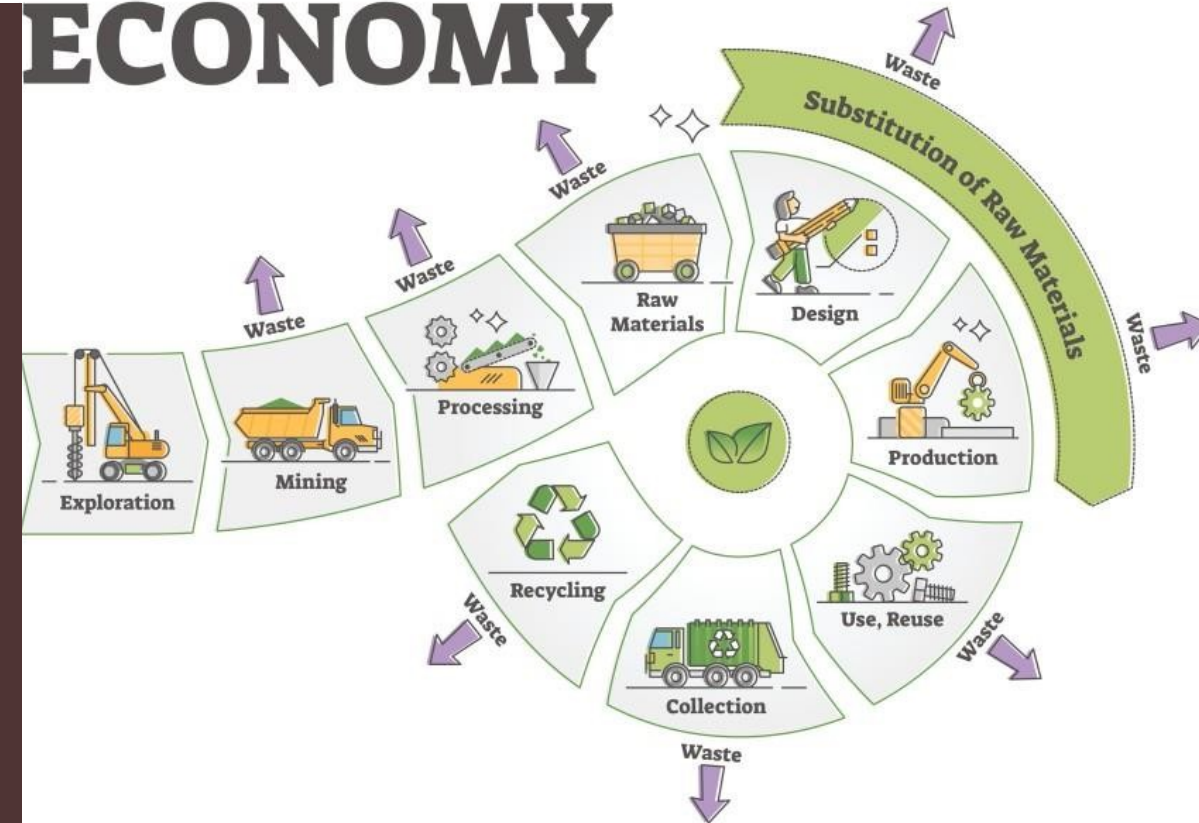 ECONOMY
Waste
Substitution of Raw Materials
Waste
Waste
Waste
Waste
Raw
Materials
Design
Waste
Processing
Production
Mining
Exploration
Recycling
Use, Reuse
Waste
Waste
Collection
Waste